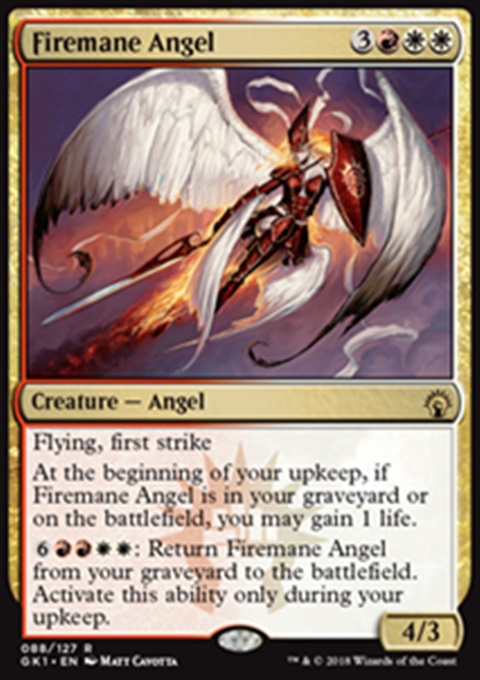 Firemane Angel 3
Creature — Angel
Flying, first strike
At the beginning of your upkeep, if
Firemane Angel is in your graveyard or
on the battlefield, you may gain 1 life.
6: Return Firemane Angel
from your graveyard to the battlefield.
Activate this ability only during your
upkeep.
4/3
088/127 R
GK1 • EN Matt Cavotta
™ & © 2018 Wizards of the Coast